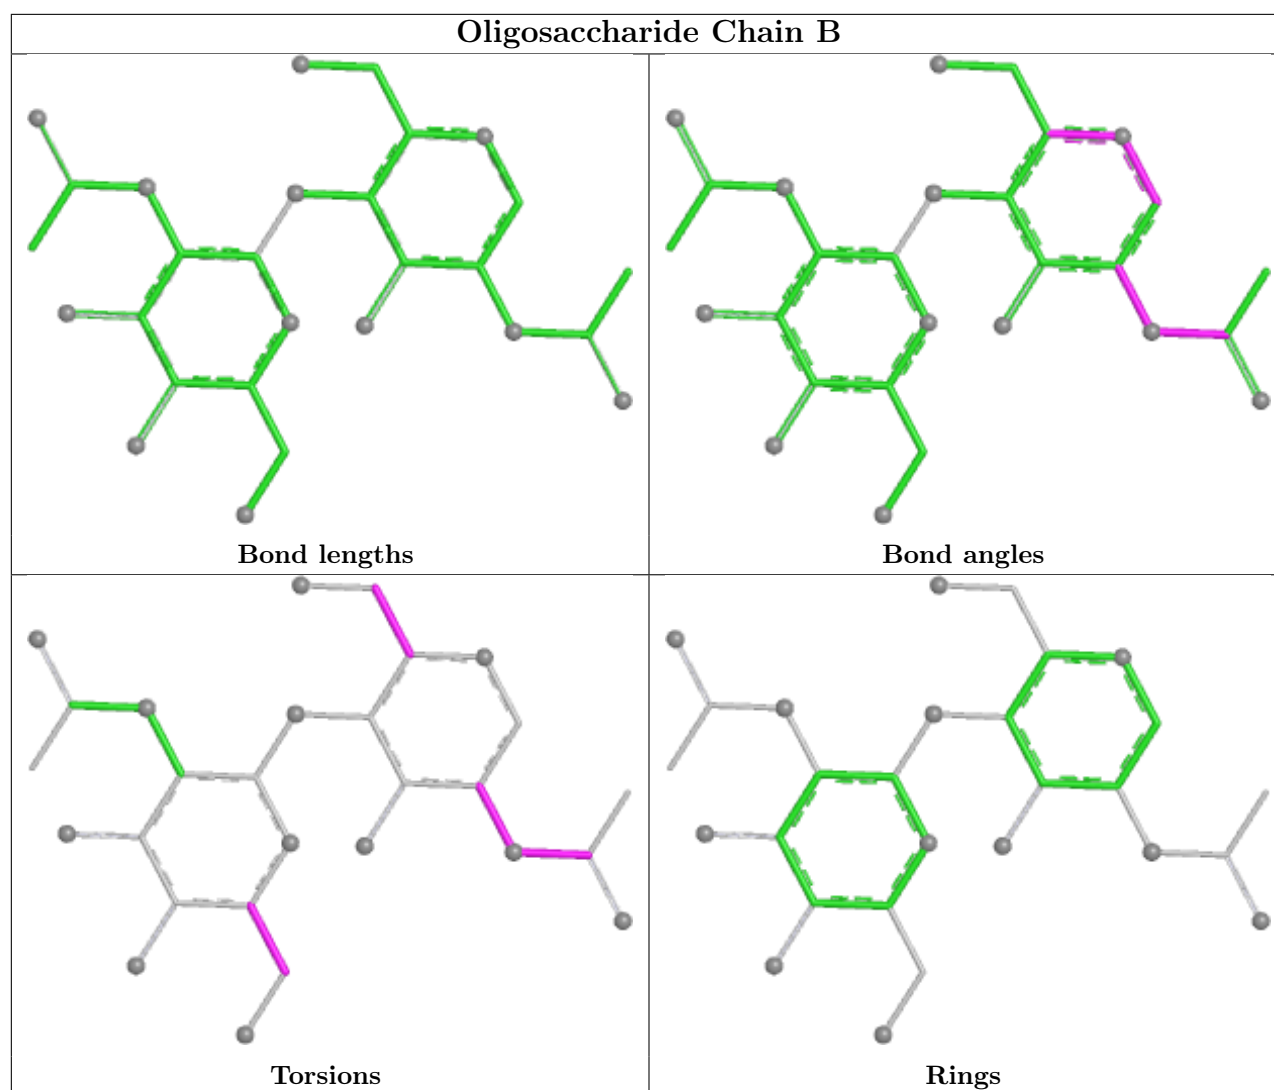 Oligosaccharide Chain B
Bond lengths
Bond angles
Torsions
Rings